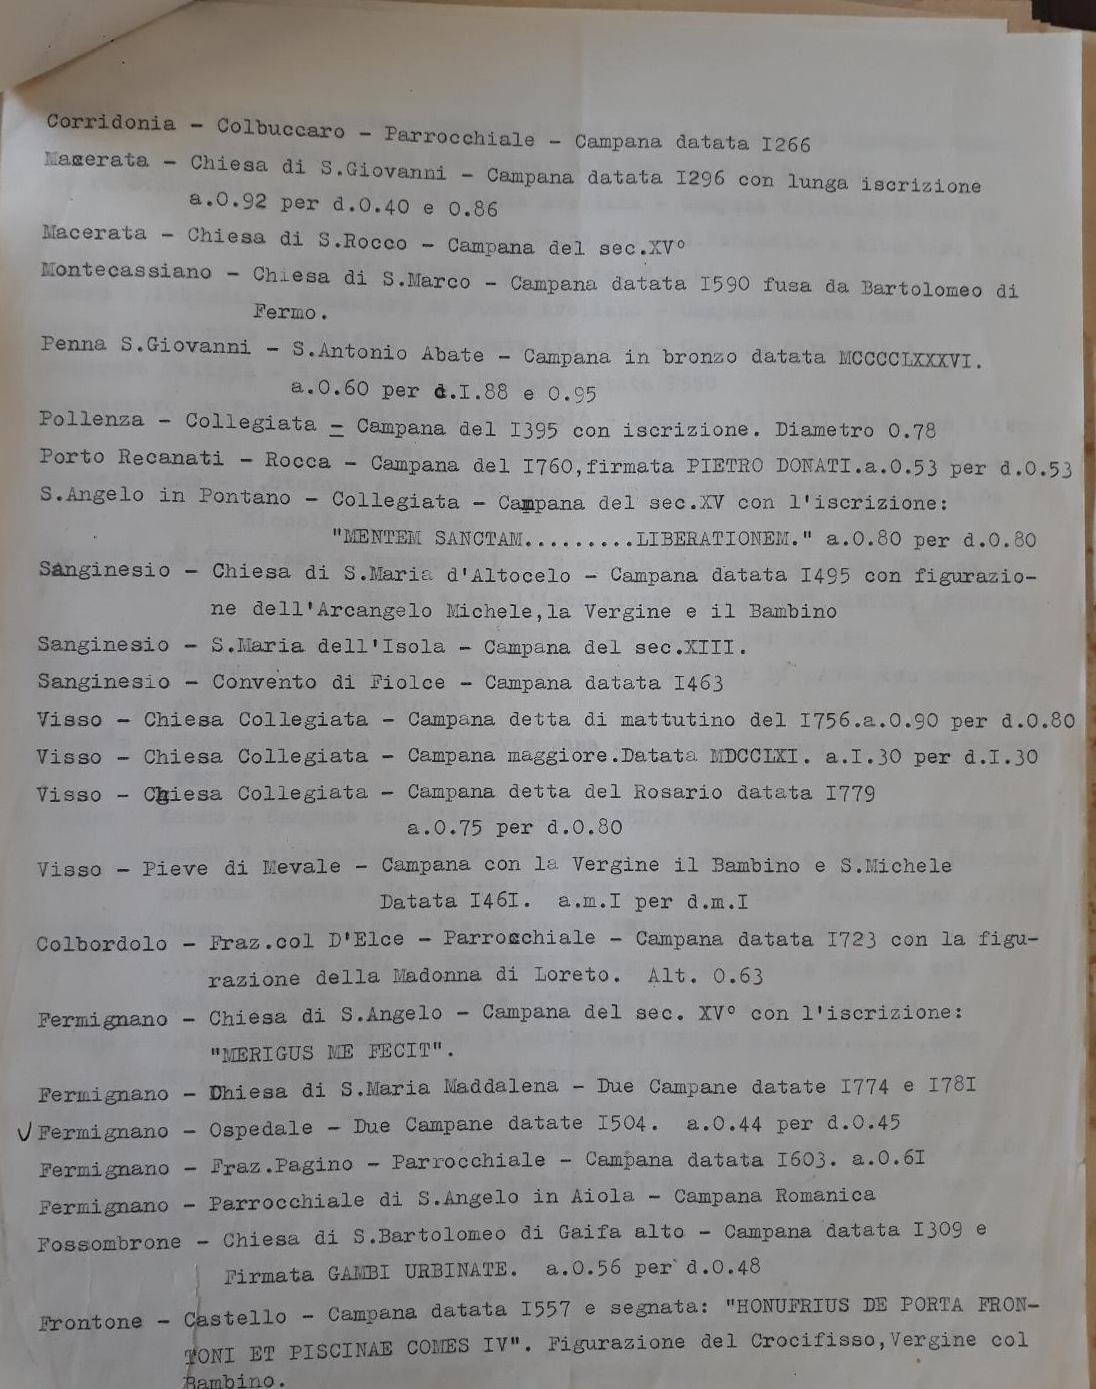 Corridonia - Colbuccaro - Parrocchiale - Campana datata I266
Macerata - Chiesa di S.Giovanni - Campana datata I296 con lunga iscrizione
a.0.92 per d.0.40 e 0.86
Macerata - Chiesa di S.Rocco - Campana del sec.XV°
Montecassiano - Chiesa di S.Marco - Campana datata I590 fusa da Bartolomeo di
Fermo.
Penna S.Giovanni - S.Antonio Abate - Campana in bronzo datata MCCCCLXXXVI.
a.0.60 per d.I.88 e 0.95
Pollenza - Collegiata - Campana del I395 con iscrizione. Diametro 0.78
Porto Recanati - Rocca - Campana del I760,firmata PIETRO DONATI.a.0.53 per d.0.53
S.Angelo in Pontano - Collegiata - Campana del sec.XV con l'iscrizione:
"MENTEM SANCTAM.........LIBERATIONEM." a.0.80 per d.0.80
Sanginesio - Chiesa di S.Maria d'Altocelo - Campana datata I495 con figurazio-
ne dell'Arcangelo Michele,la Vergine e il Bambino
Sanginesio - S.Maria dell'Isola - Campana del sec.XIII.
Sanginesio - Convento di Fiolce - Campana datata I463
Visso - Chiesa Collegiata - Campana detta di mattutino del I756.a.0.90 per d.0.80
Visso - Chiesa Collegiata - Campana maggiore.Datata MDCCLXI. a.I.30 per d.I.30
Visso - Chiesa Collegiata - Campana detta del Rosario datata I779
a.0.75 per d.0.80
Visso - Pieve di Mevale - Campana con la Vergine il Bambino e S.Michele
Datata I46I. a.m.I per d.m.I
Colbordolo - Fraz.col D'Elce - Parrocchiale - Campana datata I723 con la figu-
razione della Madonna di Loreto. Alt. 0.63
Fermignano - Chiesa di S.Angelo - Campana del sec. XV° con l'iscrizione:
"MERIGUS ME FECIT".
Fermignano - Dhiesa di S.Maria Maddalena - Due Campane datate I774 e I78I
Fermignano - Ospedale - Due Campane datate I504. a.0.44 per d.0.45
Fermignano - Fraz.Pagino - Parrocchiale - Campana datata I603. a.0.6I
Fermignano - Parrocchiale di S.Angelo in Aiola - Campana Romanica
Fossombrone - Chiesa di S.Bartolomeo di Gaifa alto - Campana datata I309 e
Firmata GAMBI URBINATE. a.0.56 per d.0.48
Frontone - Castello - Campana datata I557 e segnata: "HONUFRIUS DE PORTA FRON-
TONI ET PISCINAE COMES IV". Figurazione del Crocifisso,Vergine col
Bambino.